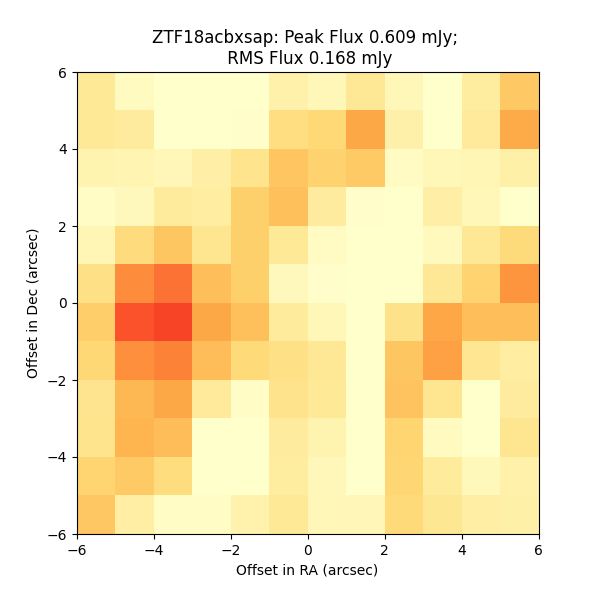 ZTF18acbxsap: Peak Flux 0.609 mJy;
RMS Flux 0.168 mJy
6
4
2
0
−2
−4
−6
Offset in Dec (arcsec)
−6 −4 −2 0 2 4 6
Offset in RA (arcsec)